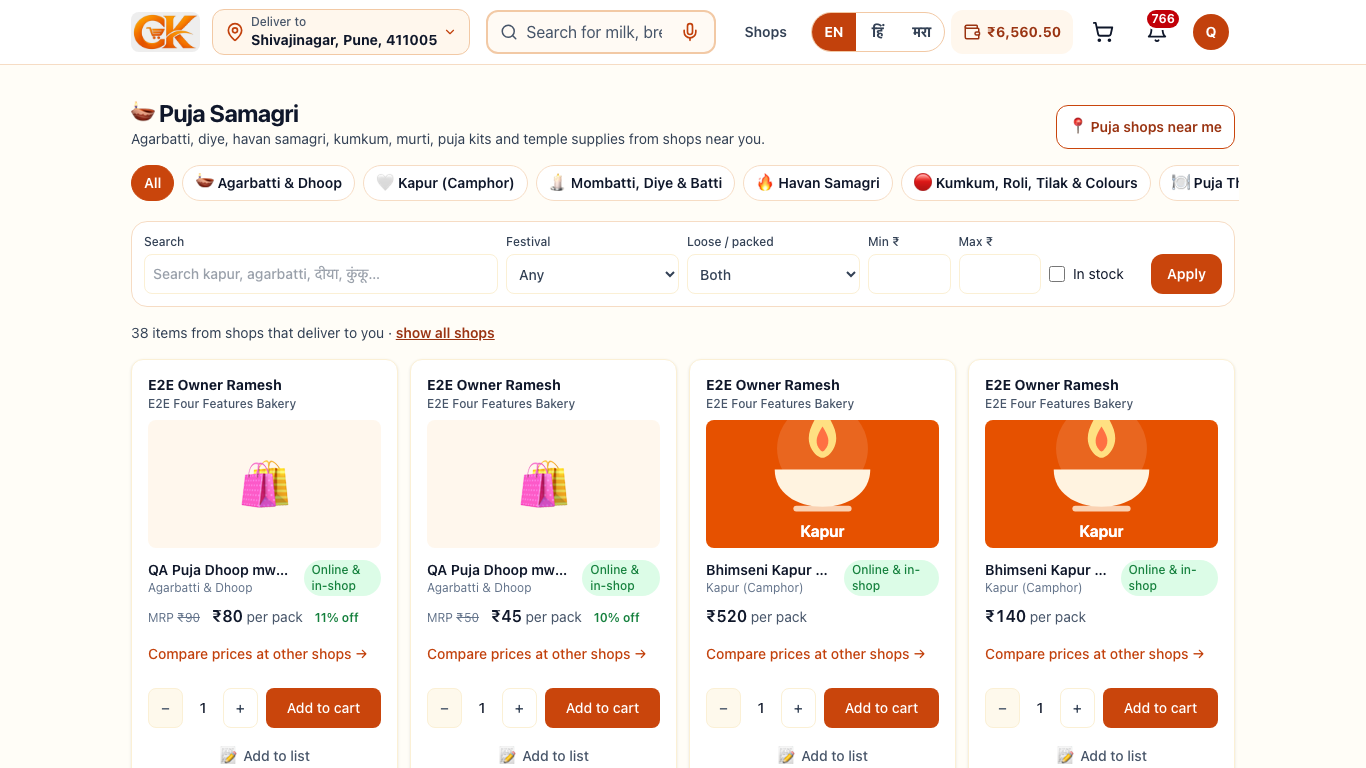 GK
Deliver to
Shivajinagar, Pune, 411005
Search for milk, bre
Shops
EN
हिं
मरा
₹6,560.50
766
Q
Puja Samagri
Agarbatti, diye, havan samagri, kumkum, murti, puja kits and temple supplies from shops near you.
Puja shops near me
All
Agarbatti & Dhoop
Kapur (Camphor)
Mombatti, Diye & Batti
Havan Samagri
Kumkum, Roli, Tilak & Colours
Puja Th
Search
Festival
Loose / packed
Min ₹
Max ₹
Search kapur, agarbatti, दीया, कुंकू...
Any
Both
In stock
Apply
38 items from shops that deliver to you · show all shops
E2E Owner Ramesh
E2E Four Features Bakery
QA Puja Dhoop mw...
Online & in-shop
Agarbatti & Dhoop
MRP ₹90 ₹80 per pack 11% off
Compare prices at other shops →
− 1 + Add to cart
Add to list
E2E Owner Ramesh
E2E Four Features Bakery
QA Puja Dhoop mw...
Online & in-shop
Agarbatti & Dhoop
MRP ₹50 ₹45 per pack 10% off
Compare prices at other shops →
− 1 + Add to cart
Add to list
E2E Owner Ramesh
E2E Four Features Bakery
Kapur
Bhimseni Kapur ...
Online & in-shop
Kapur (Camphor)
₹520 per pack
Compare prices at other shops →
− 1 + Add to cart
Add to list
E2E Owner Ramesh
E2E Four Features Bakery
Kapur
Bhimseni Kapur ...
Online & in-shop
Kapur (Camphor)
₹140 per pack
Compare prices at other shops →
− 1 + Add to cart
Add to list